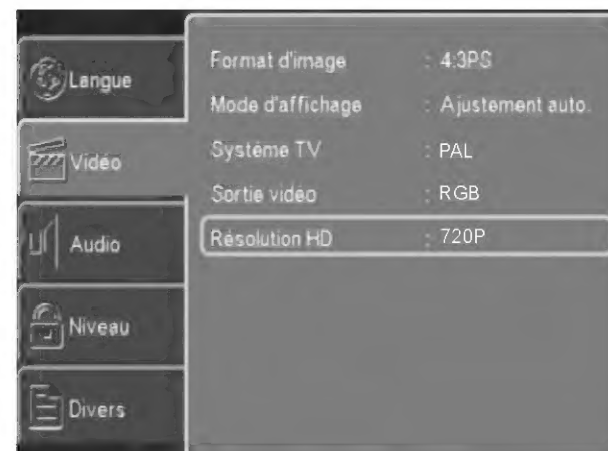 Langue
Vidéo
Audio
Niveau
Divers
Format d'image : 4:3PS
Mode d'affichage : Ajustement auto.
Système TV : PAL
Sortie vidéo : RGB
Résolution HD : 720P